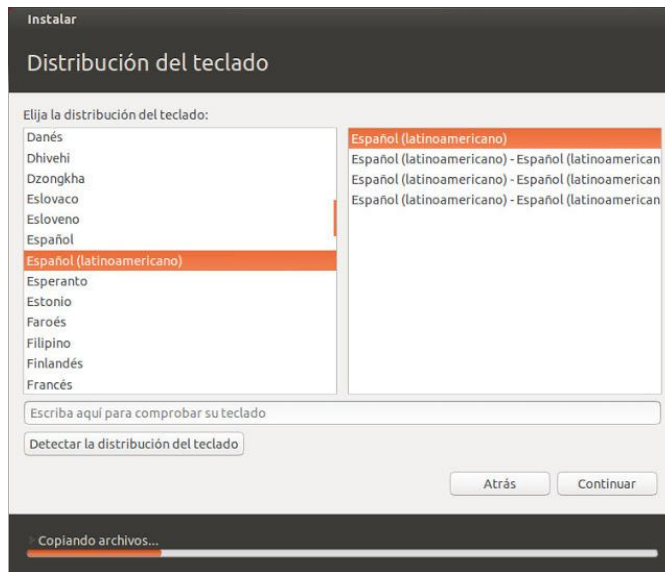 Instalar
Distribución del teclado
Elija la distribución del teclado:
Danés
Dhivehi
Dzongkha
Eslovaco
Esloveno
Español
Español (latinoamericano)
Esperanto
Estonio
Faroés
Filipino
Finlandés
Francés
Español (latinoamericano)
Español (latinoamericano) - Español (latinoamerican
Español (latinoamericano) - Español (latinoamerican
Español (latinoamericano) - Español (latinoamerican
Escriba aquí para comprobar su teclado
Detectar la distribución del teclado
Atrás
Continuar
Copiando archivos...